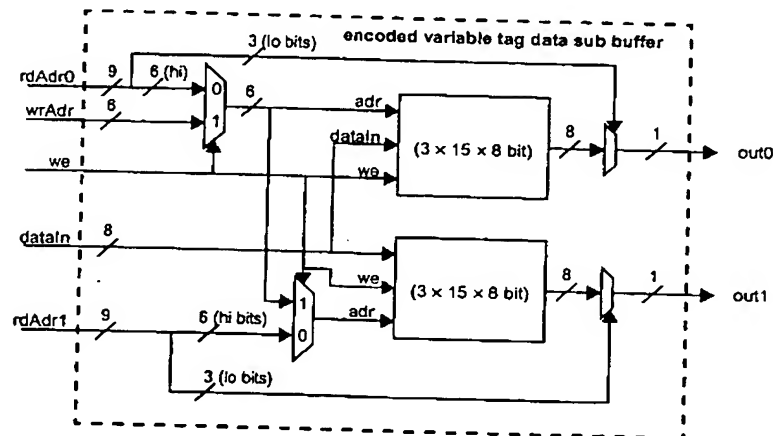 encoded variable tag data sub buffer
3 (lo bits)
rdAdr0
9
6 (hi)
0
6
wrAdr
6
1
we
adr
dataIn
we
(3 × 15 × 8 bit)
8
1
out0
dataIn
8
we
adr
(3 × 15 × 8 bit)
8
1
out1
1
0
rdAdr1
9
6 (hi bits)
3 (lo bits)